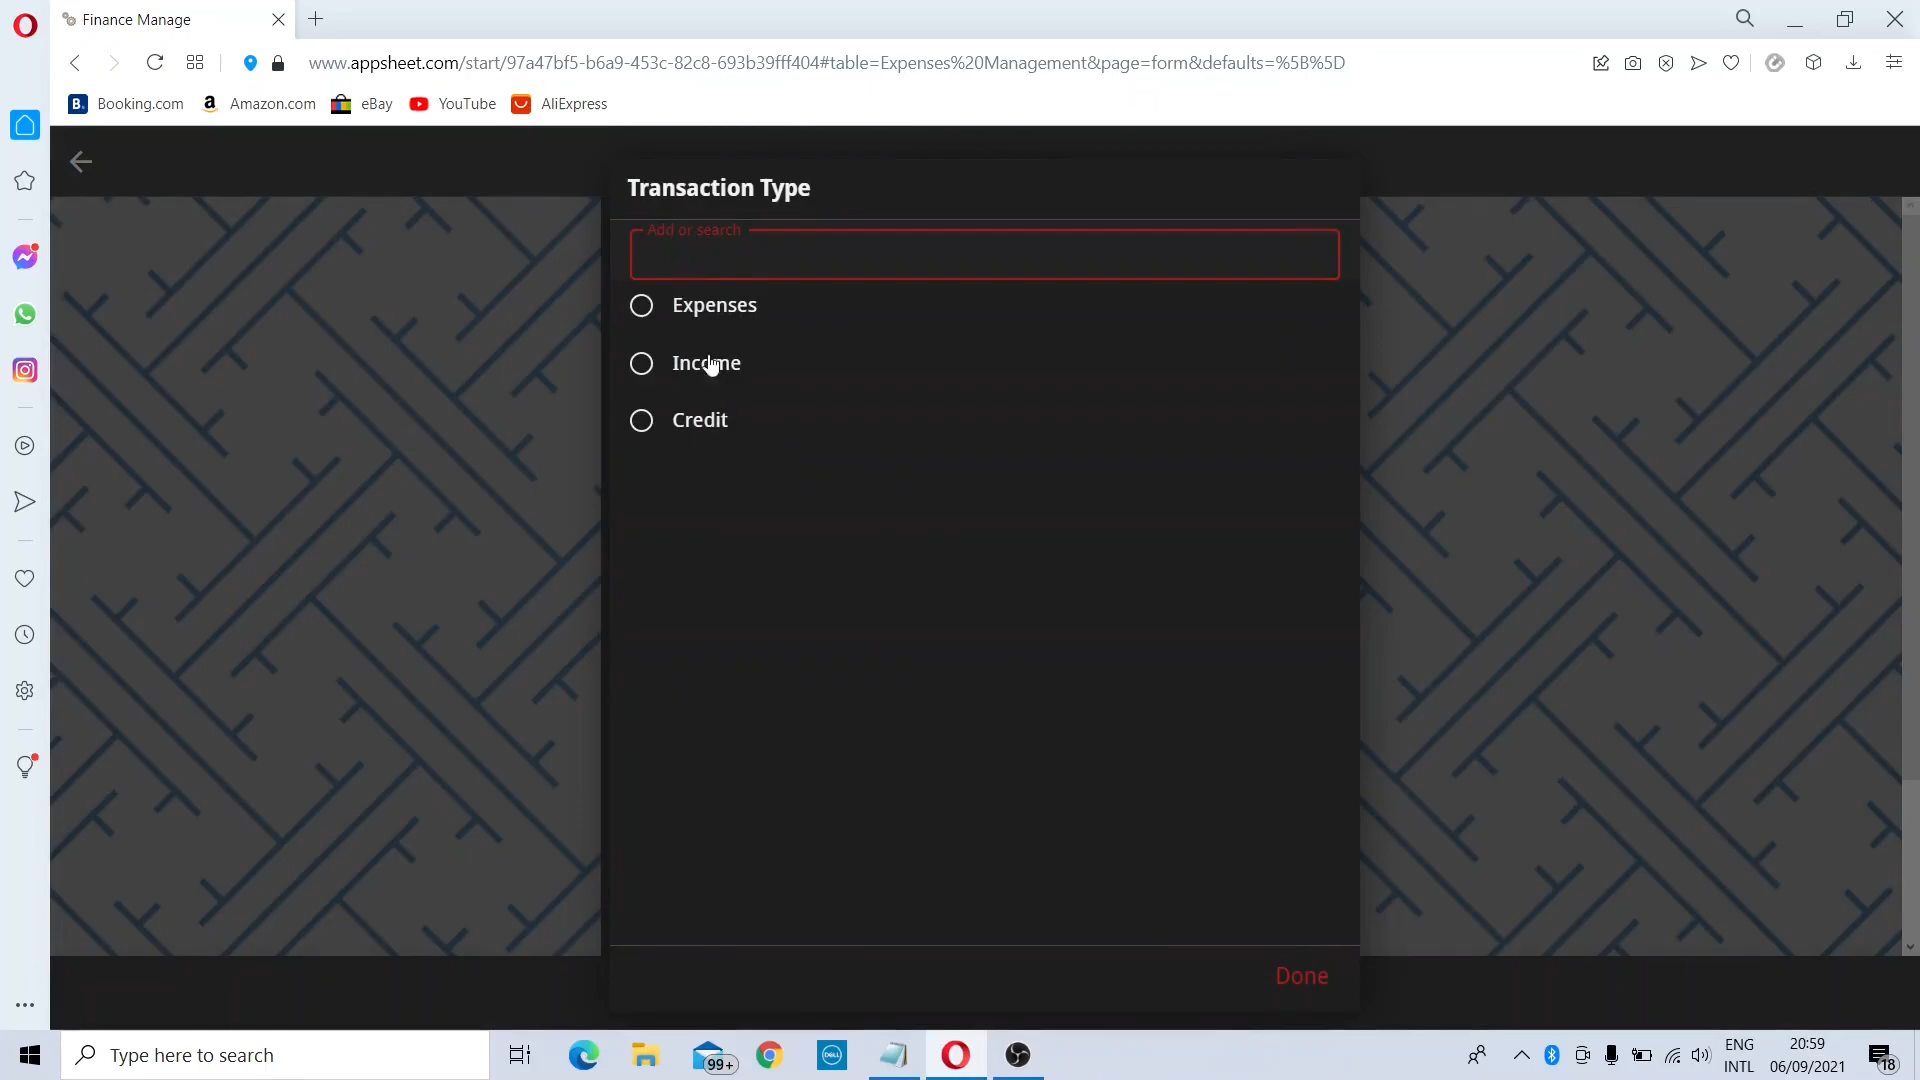 Finance Manage
www.appsheet.com/start/97a47bf5-b6a9-453c-82c8-693b39fff404#table=Expenses%20Management&page=form&defaults=%5B%5D
B. Booking.com
a Amazon.com
eBay
YouTube
AliExpress
Transaction Type
Add or search
Expenses
Income
Credit
Done
Type here to search
99+
DELL
ENG
INTL
20:59
06/09/2021
18